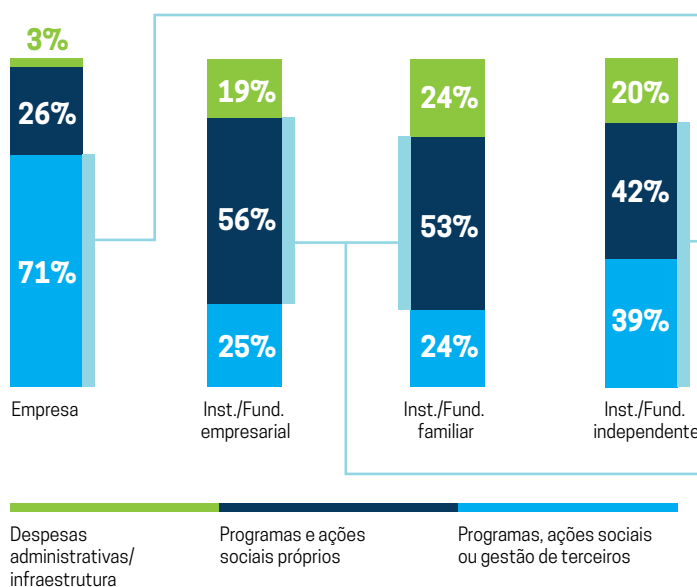 3%
26%
71%
19%
56%
25%
24%
53%
24%
20%
42%
39%
Empresa
Inst./Fund.
empresarial
Inst./Fund.
familiar
Inst./Fund.
independente
Despesas
administrativas/
infraestrutura
Programas e ações
sociais próprios
Programas, ações sociais
ou gestão de terceiros